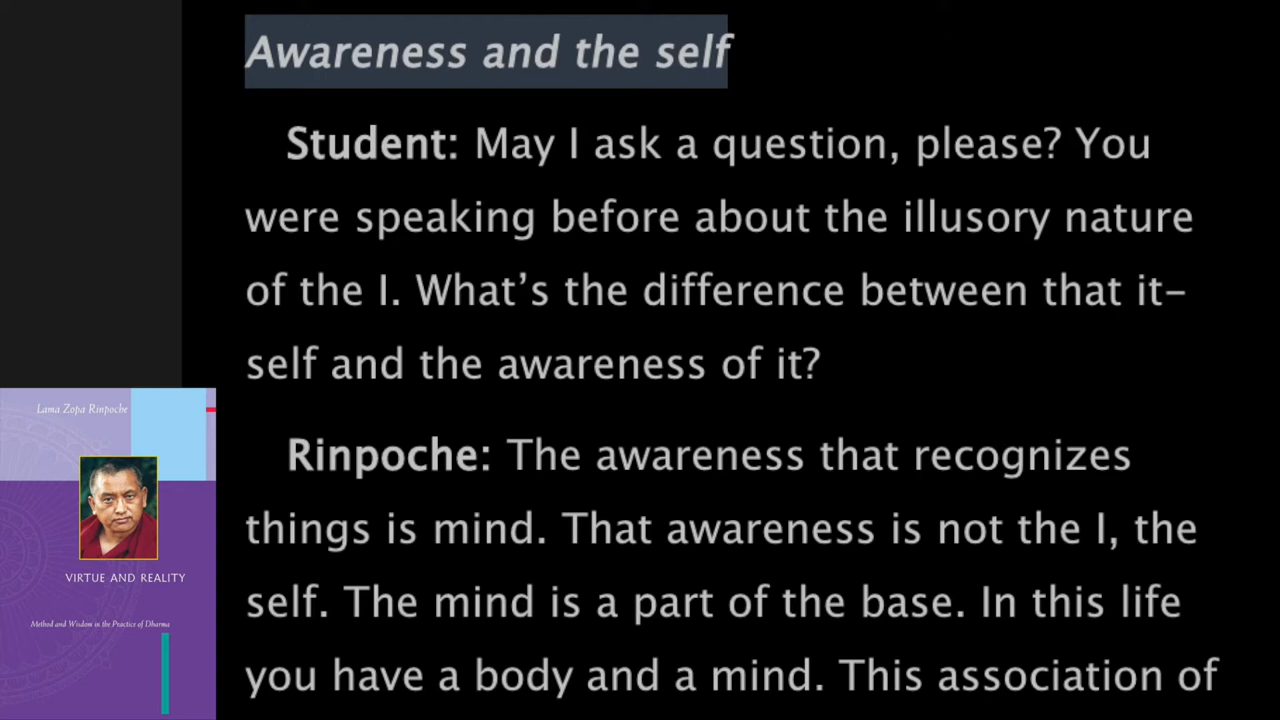 Awareness and the self
Student: May I ask a question, please? You
were speaking before about the illusory nature
of the I. What’s the difference between that it-
self and the awareness of it?
Rinpoche: The awareness that recognizes
things is mind. That awareness is not the I, the
self. The mind is a part of the base. In this life
you have a body and a mind. This association of
Lama Zopa Rinpoche
VIRTUE AND REALITY
Method and Wisdom in the Practice of Dharma